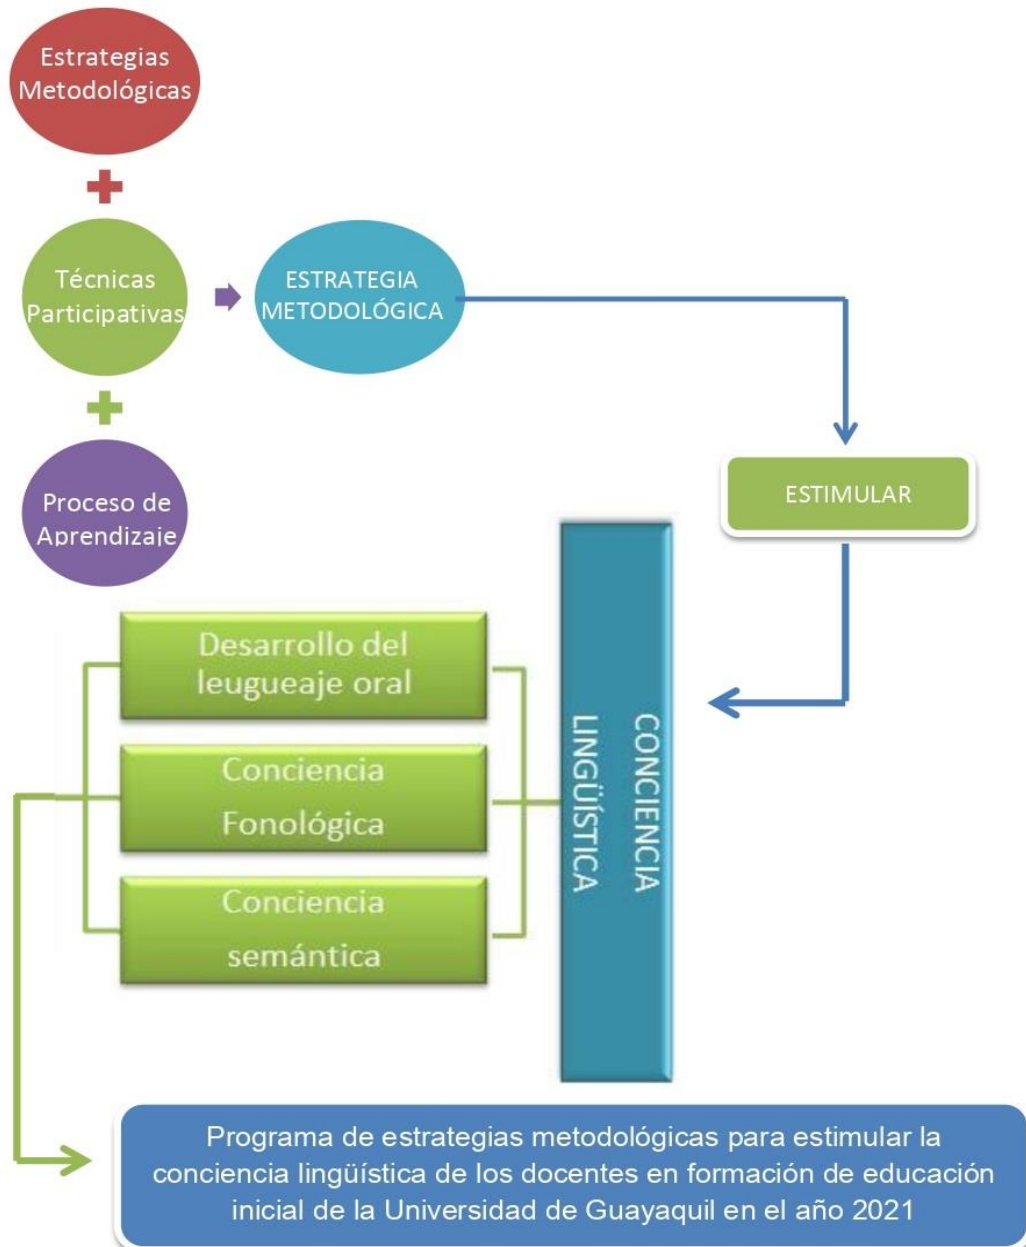 Estrategias
Metodológicas
Técnicas
Participativas
ESTRATEGIA
METODOLÓGICA
Proceso de
Aprendizaje
ESTIMULAR
Desarrollo del
leugueaje oral
Conciencia
Fonológica
Conciencia
semántica
CONCIENCIA
LINGÜÍSTICA
Programa de estrategias metodológicas para estimular la
conciencia lingüística de los docentes en formación de educación
inicial de la Universidad de Guayaquil en el año 2021